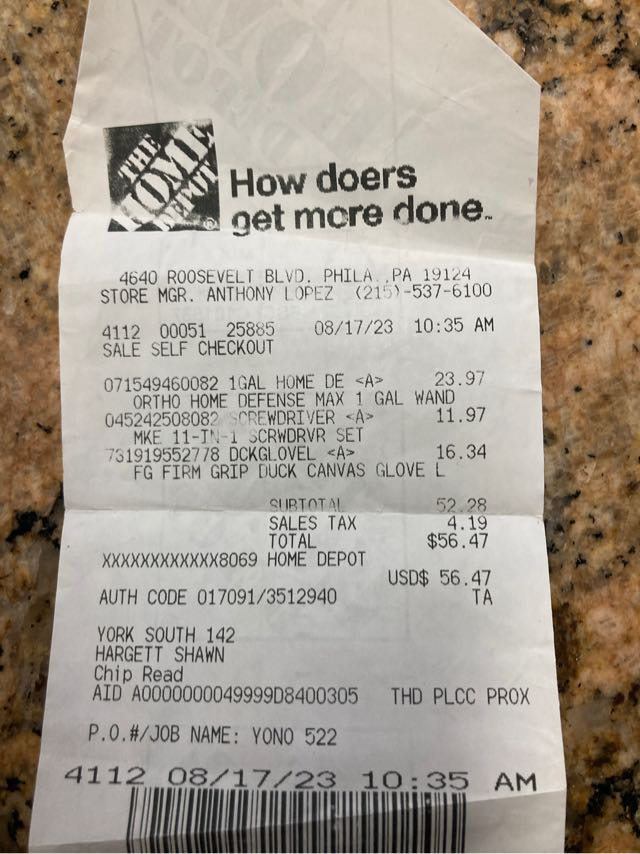 THE
HOME
DEPOT
How doers
get more done™
4640 ROOSEVELT BLVD. PHILA ,PA 19124
STORE MGR. ANTHONY LOPEZ (215)-537-6100
4112 00051 25885 08/17/23 10:35 AM
SALE SELF CHECKOUT
071549460082 1GAL HOME DE <A> 23.97
ORTHO HOME DEFENSE MAX 1 GAL WAND
045242508082 SCREWDRIVER <A> 11.97
MKE 11-IN-1 SCRWDRVR SET
731919552778 DCKGLOVEL <A> 16.34
FG FIRM GRIP DUCK CANVAS GLOVE L
SUBTOTAL 52.28
SALES TAX 4.19
TOTAL $56.47
XXXXXXXXXXXX8069 HOME DEPOT
USD$ 56.47
AUTH CODE 017091/3512940 TA
YORK SOUTH 142
HARGETT SHAWN
Chip Read
AID A0000000049999D8400305 THD PLCC PROX
P.O.#/JOB NAME: YONO 522
4112 08/17/23 10:35 AM